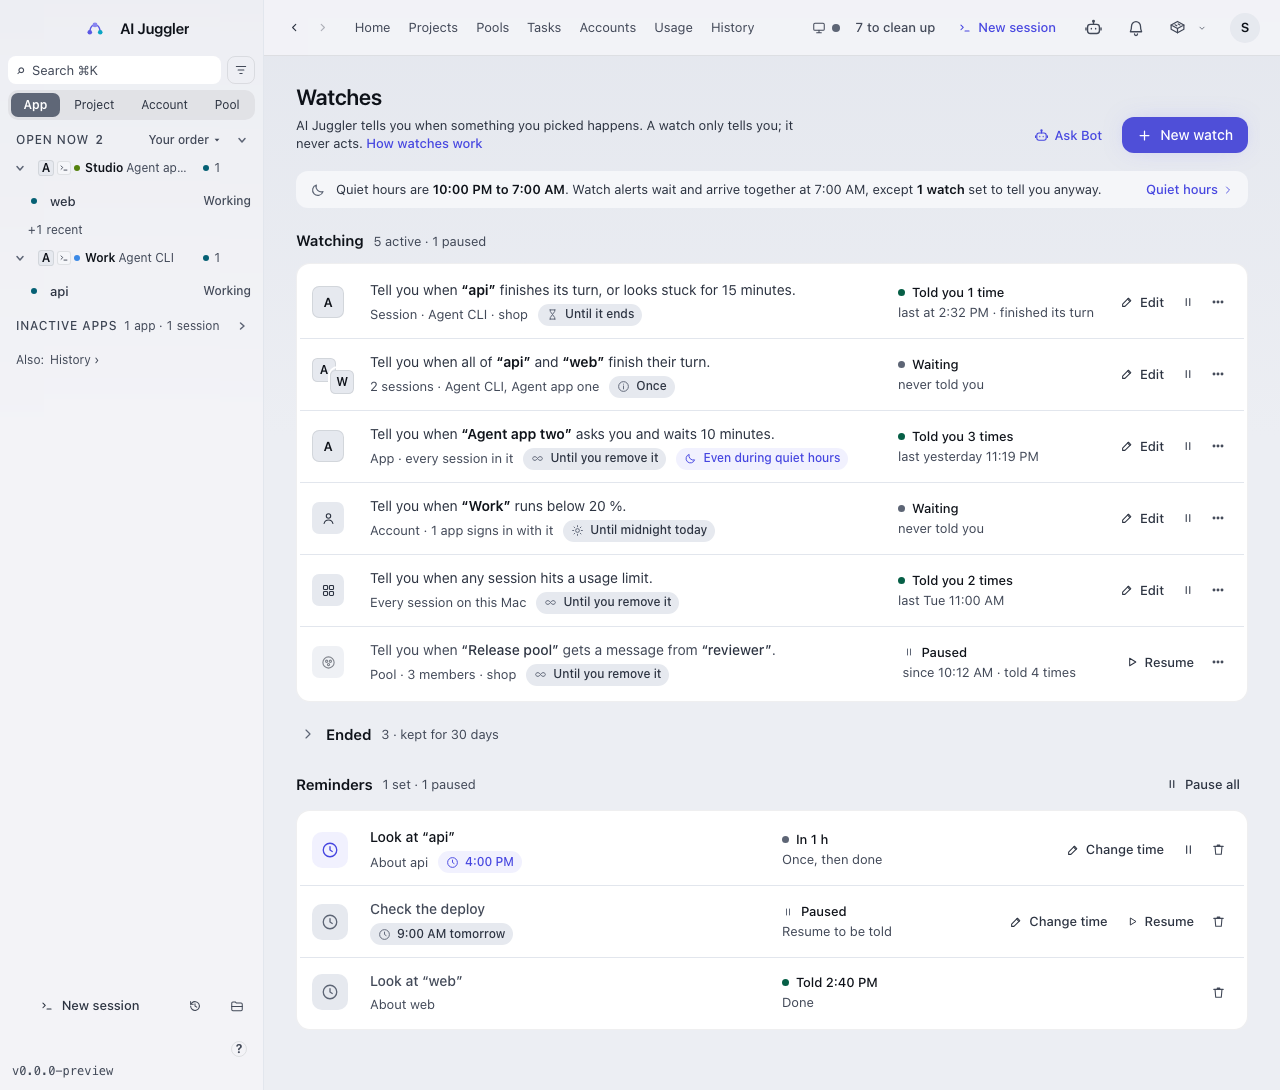 AI Juggler
Search ⌘K
App Project Account Pool
OPEN NOW 2 Your order
A Studio Agent ap... 1
web Working
+1 recent
A Work Agent CLI 1
api Working
INACTIVE APPS 1 app · 1 session
Also: History ›
New session
?
v0.0.0-preview
Home Projects Pools Tasks Accounts Usage History
7 to clean up
New session
S
Watches
AI Juggler tells you when something you picked happens. A watch only tells you; it
never acts. How watches work
Ask Bot
New watch
Quiet hours are 10:00 PM to 7:00 AM. Watch alerts wait and arrive together at 7:00 AM, except 1 watch set to tell you anyway.
Quiet hours
Watching 5 active · 1 paused
A
Tell you when “api” finishes its turn, or looks stuck for 15 minutes.
Session · Agent CLI · shop Until it ends
Told you 1 time
last at 2:32 PM · finished its turn
Edit
A W
Tell you when all of “api” and “web” finish their turn.
2 sessions · Agent CLI, Agent app one Once
Waiting
never told you
Edit
A
Tell you when “Agent app two” asks you and waits 10 minutes.
App · every session in it Until you remove it Even during quiet hours
Told you 3 times
last yesterday 11:19 PM
Edit
Tell you when “Work” runs below 20 %.
Account · 1 app signs in with it Until midnight today
Waiting
never told you
Edit
Tell you when any session hits a usage limit.
Every session on this Mac Until you remove it
Told you 2 times
last Tue 11:00 AM
Edit
Tell you when “Release pool” gets a message from “reviewer”.
Pool · 3 members · shop Until you remove it
Paused
since 10:12 AM · told 4 times
Resume
Ended 3 · kept for 30 days
Reminders 1 set · 1 paused
Pause all
Look at “api”
About api 4:00 PM
In 1 h
Once, then done
Change time
Check the deploy
9:00 AM tomorrow
Paused
Resume to be told
Change time
Resume
Look at “web”
About web
Told 2:40 PM
Done